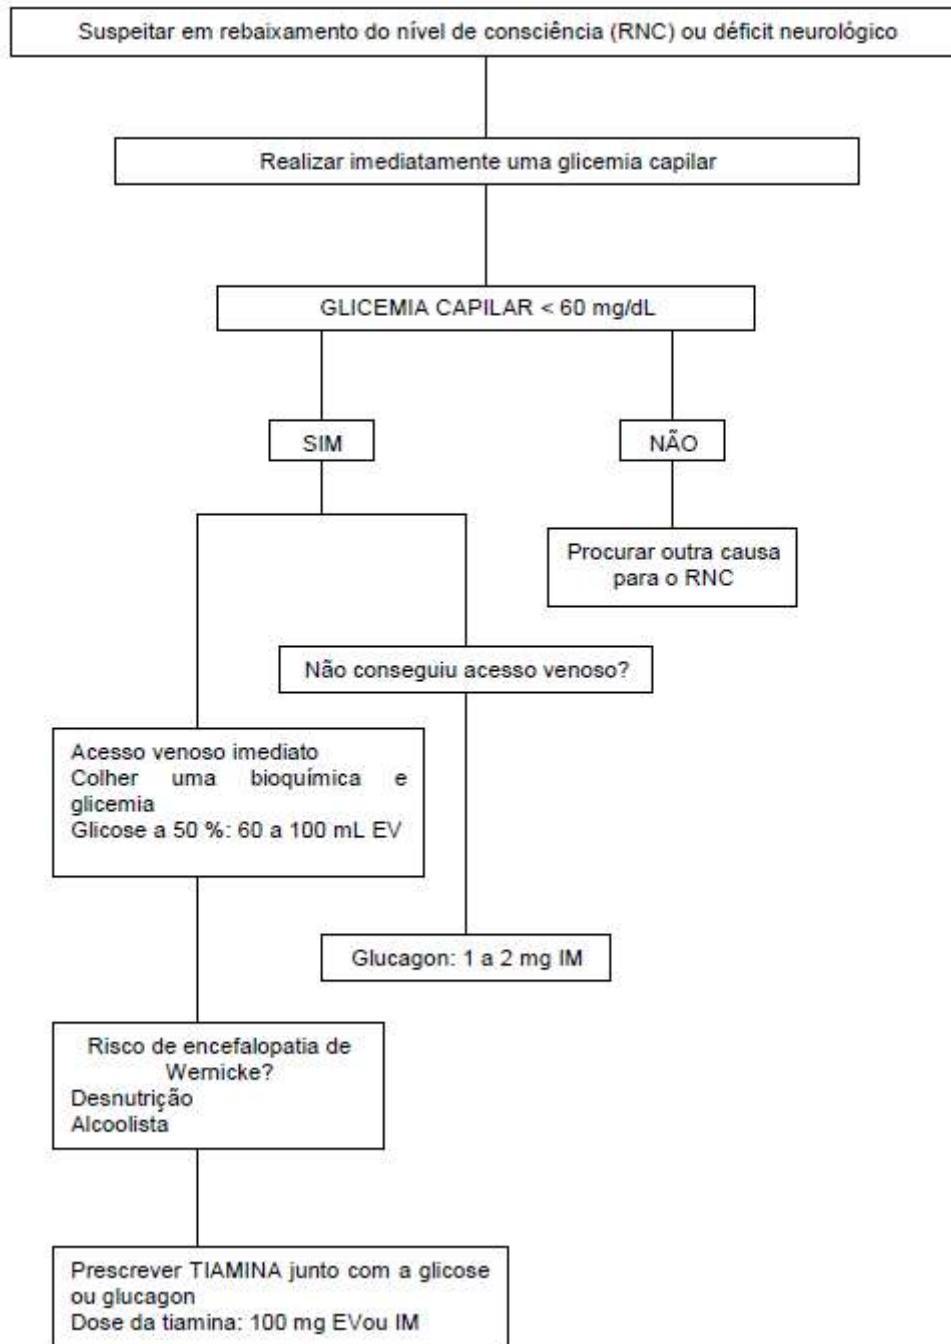 Suspeitar em rebaixamento do nível de consciência (RNC) ou déficit neurológico
Realizar imediatamente uma glicemia capilar
GLICEMIA CAPILAR < 60 mg/dL
SIM
NÃO
Procurar outra causa
para o RNC
Não conseguiu acesso venoso?
Acesso venoso imediato
Colher uma bioquímica e
glicemia
Glicose a 50 %: 60 a 100 mL EV
Glucagon: 1 a 2 mg IM
Risco de encefalopatia de
Wernicke?
Desnutrição
Alcoolista
Prescrever TIAMINA junto com a glicose
ou glucagon
Dose da tiamina: 100 mg EVou IM